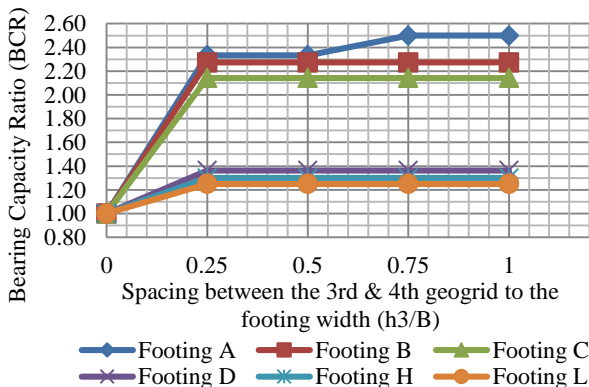 Bearing Capacity Ratio (BCR)
2.60
2.40
2.20
2.00
1.80
1.60
1.40
1.20
1.00
0.80
0 0.25 0.5 0.75 1
Spacing between the 3rd & 4th geogrid to the
footing width (h3/B)
Footing A Footing B Footing C
Footing D Footing H Footing L